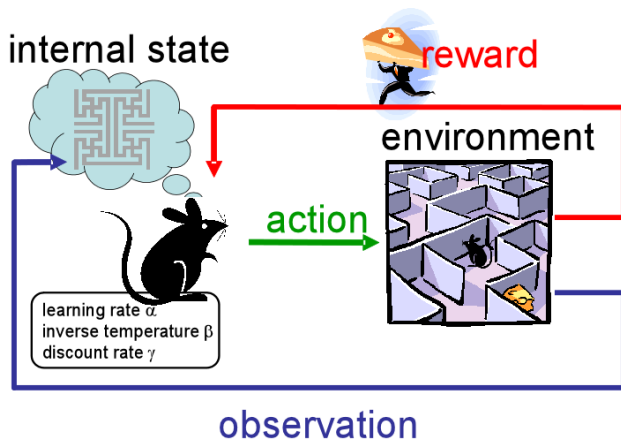 internal state
reward
environment
action
learning rate α
inverse temperature β
discount rate γ
observation